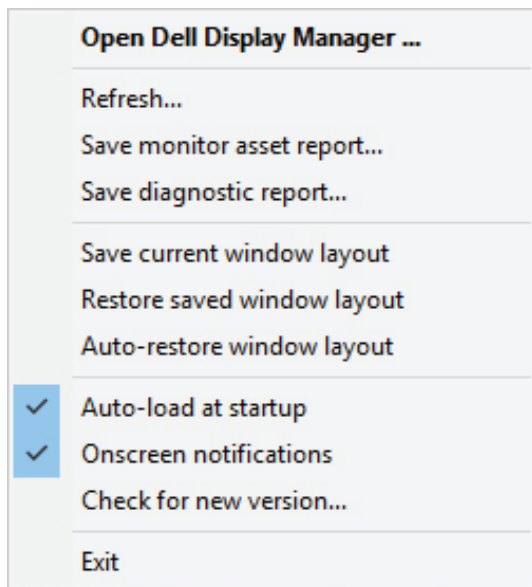 Open Dell Display Manager ...
Refresh...
Save monitor asset report...
Save diagnostic report...
Save current window layout
Restore saved window layout
Auto-restore window layout
Auto-load at startup
Onscreen notifications
Check for new version...
Exit